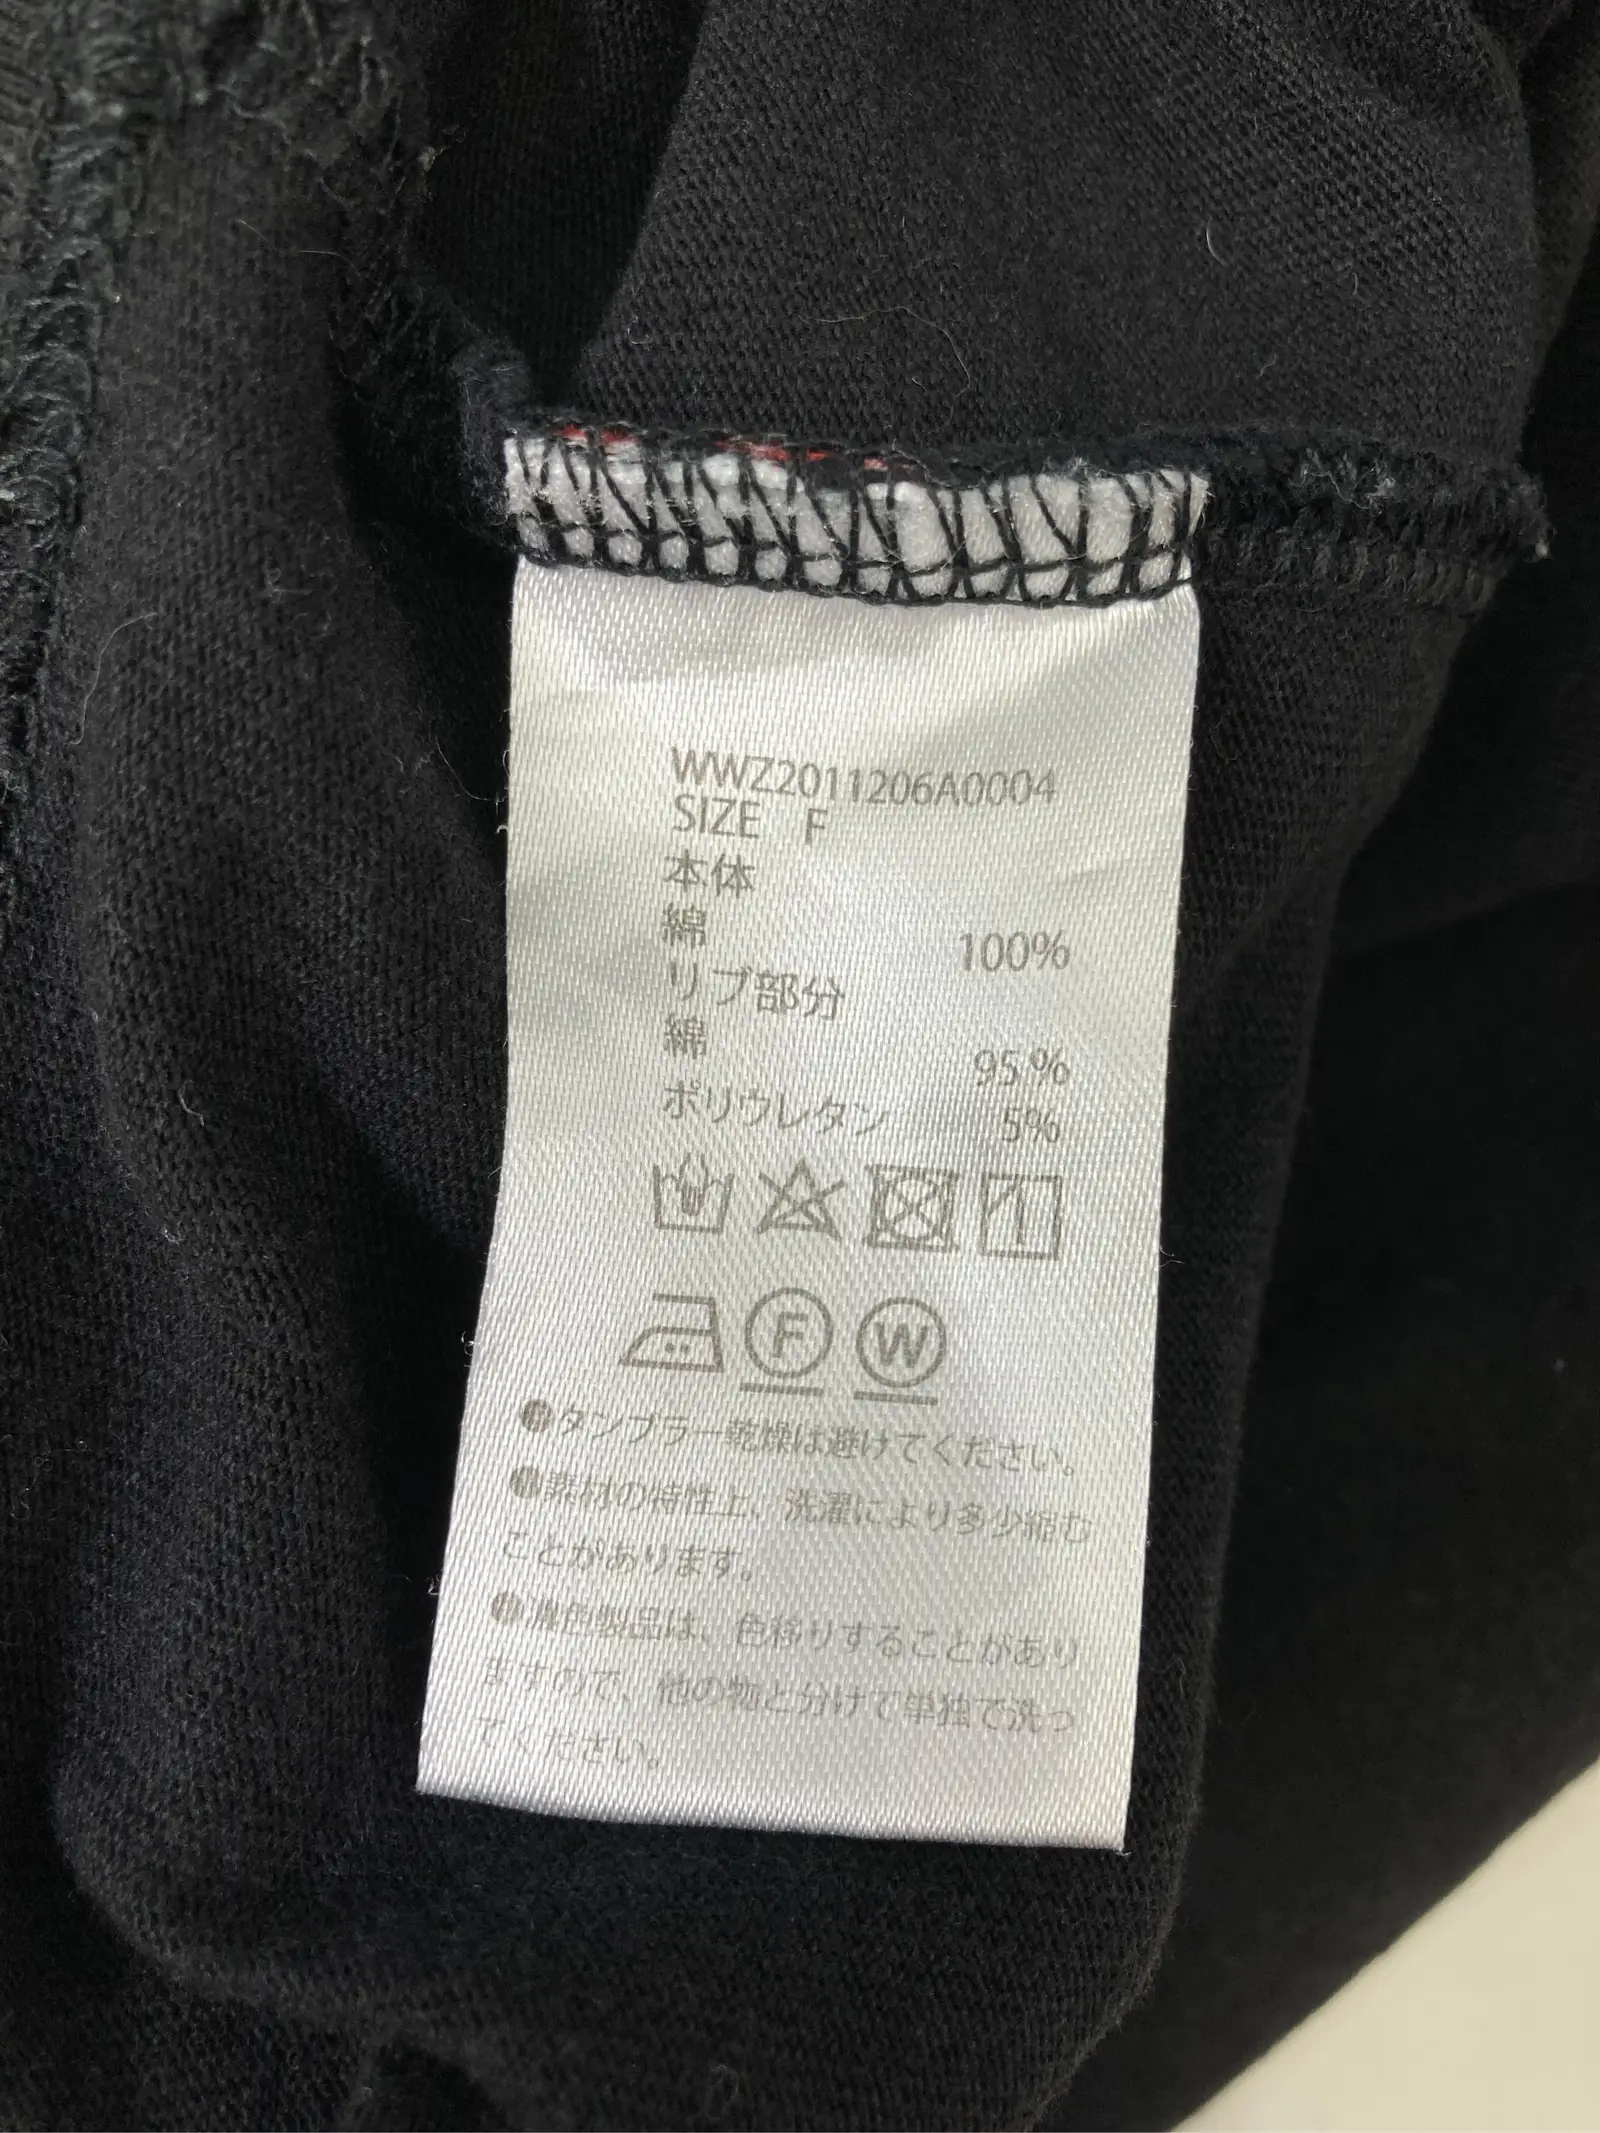 WWZ2011206A0004
SIZE F
本体
綿 100%
リブ部分
綿 95%
ポリウレタン 5%
F W
●タンブラー乾燥は避けてください。
●素材の特性上、洗濯により多少縮む
ことがあります。
●着色製品は、色移りすることがあり
ますので、他の物と分けて単独で洗っ
てください。